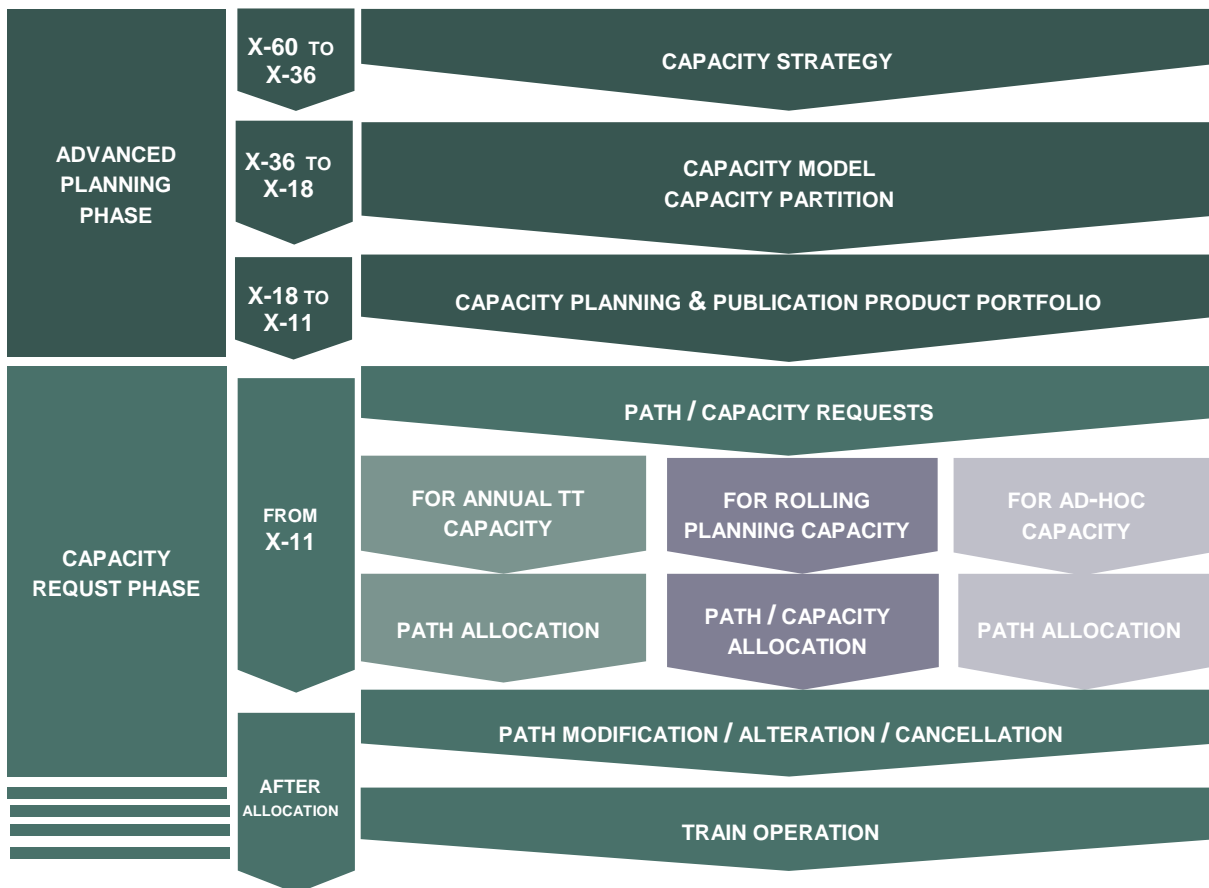 X-60 TO
X-36
CAPACITY STRATEGY
ADVANCED
PLANNING
PHASE
X-36 TO
X-18
CAPACITY MODEL
CAPACITY PARTITION
X-18 TO
X-11
CAPACITY PLANNING & PUBLICATION PRODUCT PORTFOLIO
CAPACITY
REQUST PHASE
FROM
X-11
PATH / CAPACITY REQUESTS
FOR ANNUAL TT
CAPACITY
FOR ROLLING
PLANNING CAPACITY
FOR AD-HOC
CAPACITY
PATH ALLOCATION
PATH / CAPACITY
ALLOCATION
PATH ALLOCATION
AFTER
ALLOCATION
PATH MODIFICATION / ALTERATION / CANCELLATION
TRAIN OPERATION